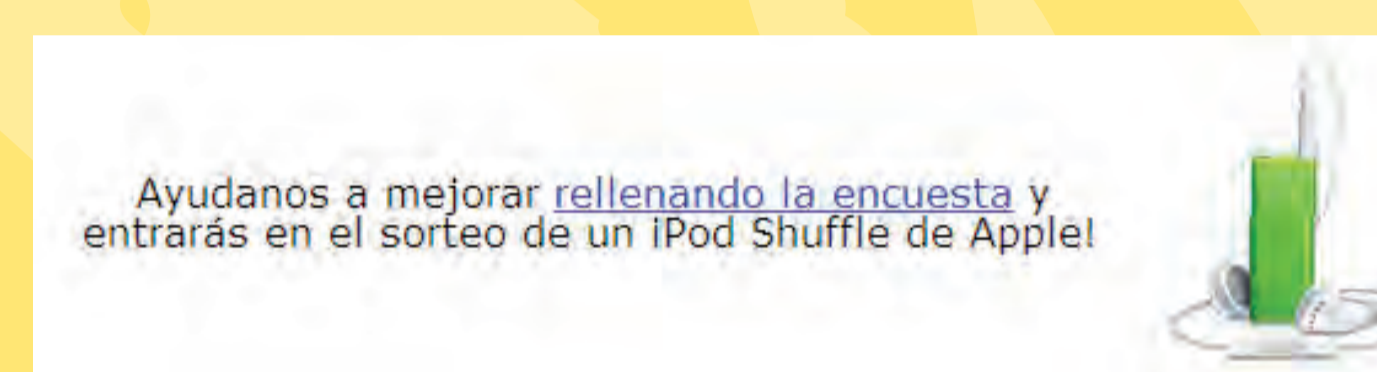 Ayudanos a mejorar rellenando la encuesta y
entrarás en el sorteo de un iPod Shuffle de Apple!